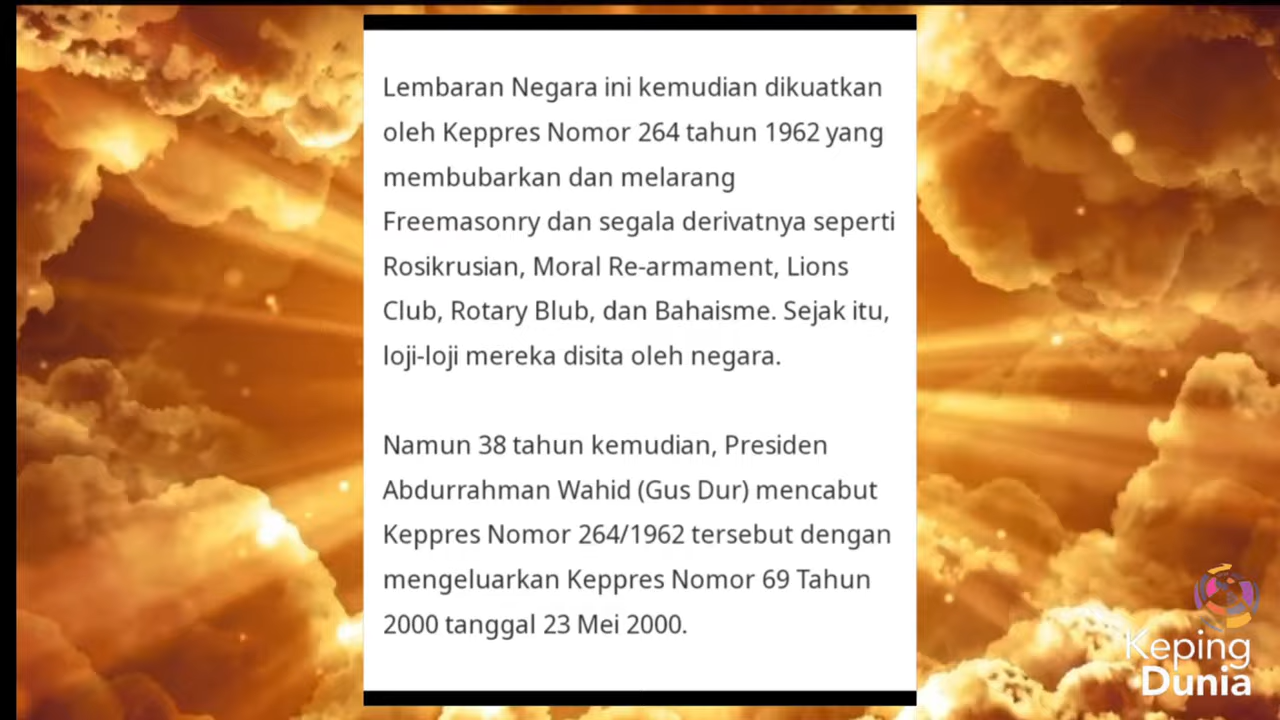 Lembaran Negara ini kemudian dikuatkan
oleh Keppres Nomor 264 tahun 1962 yang
membubarkan dan melarang
Freemasonry dan segala derivatnya seperti
Rosikrusian, Moral Re-armament, Lions
Club, Rotary Blub, dan Bahaisme. Sejak itu,
loji-loji mereka disita oleh negara.
Namun 38 tahun kemudian, Presiden
Abdurrahman Wahid (Gus Dur) mencabut
Keppres Nomor 264/1962 tersebut dengan
mengeluarkan Keppres Nomor 69 Tahun
2000 tanggal 23 Mei 2000.
Keping
Dunia